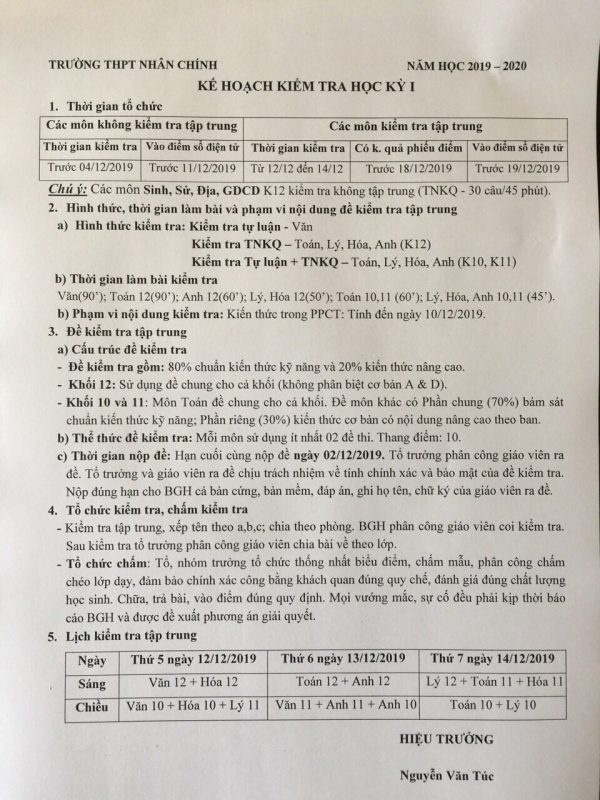 TRƯỜNG THPT NHÂN CHÍNH NĂM HỌC 2019 – 2020
KẾ HOẠCH KIỂM TRA HỌC KỲ I
1. Thời gian tổ chức
Các môn không kiểm tra tập trung Các môn kiểm tra tập trung
Thời gian kiểm tra Vào điểm sổ điện tử Thời gian kiểm tra Có k. quả phiếu điểm Vào điểm sổ điện tử
Trước 04/12/2019 Trước 11/12/2019 Từ 12/12 đến 14/12 Trước 18/12/2019 Trước 19/12/2019
Chú ý: Các môn Sinh, Sử, Địa, GDCD K12 kiểm tra không tập trung (TNKQ - 30 câu/45 phút).
2. Hình thức, thời gian làm bài và phạm vi nội dung đề kiểm tra tập trung
a) Hình thức kiểm tra: Kiểm tra tự luận - Văn
Kiểm tra TNKQ – Toán, Lý, Hóa, Anh (K12)
Kiểm tra Tự luận + TNKQ – Toán, Lý, Hóa, Anh (K10, K11)
b) Thời gian làm bài kiểm tra
Văn(90’); Toán 12(90’); Anh 12(60’); Lý, Hóa 12(50’); Toán 10,11 (60’); Lý, Hóa, Anh 10,11 (45’).
b) Phạm vi nội dung kiểm tra: Kiến thức trong PPCT: Tính đến ngày 10/12/2019.
3. Đề kiểm tra tập trung
a) Cấu trúc đề kiểm tra
- Đề kiểm tra gồm: 80% chuẩn kiến thức kỹ năng và 20% kiến thức nâng cao.
- Khối 12: Sử dụng đề chung cho cả khối (không phân biệt cơ bản A & D).
- Khối 10 và 11: Môn Toán đề chung cho cả khối. Đề môn khác có Phần chung (70%) bám sát
chuẩn kiến thức kỹ năng; Phần riêng (30%) kiến thức cơ bản có nội dung nâng cao theo ban.
b) Thể thức đề kiểm tra: Mỗi môn sử dụng ít nhất 02 đề thi. Thang điểm: 10.
c) Thời gian nộp đề: Hạn cuối cùng nộp đề ngày 02/12/2019. Tổ trưởng phân công giáo viên ra
đề. Tổ trưởng và giáo viên ra đề chịu trách nhiệm về tính chính xác và bảo mật của đề kiểm tra.
Nộp đúng hạn cho BGH cả bản cứng, bản mềm, đáp án, ghi họ tên, chữ ký của giáo viên ra đề.
4. Tổ chức kiểm tra, chấm kiểm tra
- Kiểm tra tập trung, xếp tên theo a,b,c; chia theo phòng. BGH phân công giáo viên coi kiểm tra.
Sau kiểm tra tổ trưởng phân công giáo viên chia bài về theo lớp.
- Tổ chức chấm: Tổ, nhóm trưởng tổ chức thống nhất biểu điểm, chấm mẫu, phân công chấm
chéo lớp dạy, đảm bảo chính xác công bằng khách quan đúng quy chế, đánh giá đúng chất lượng
học sinh. Chữa, trả bài, vào điểm đúng quy định. Mọi vướng mắc, sự cố đều phải kịp thời báo
cáo BGH và được đề xuất phương án giải quyết.
5. Lịch kiểm tra tập trung
Ngày Thứ 5 ngày 12/12/2019 Thứ 6 ngày 13/12/2019 Thứ 7 ngày 14/12/2019
Sáng Văn 12 + Hóa 12 Toán 12 + Anh 12 Lý 12 + Toán 11 + Hóa 11
Chiều Văn 10 + Hóa 10 + Lý 11 Văn 11 + Anh 11 + Anh 10 Toán 10 + Lý 10
HIỆU TRƯỞNG
Nguyễn Văn Túc